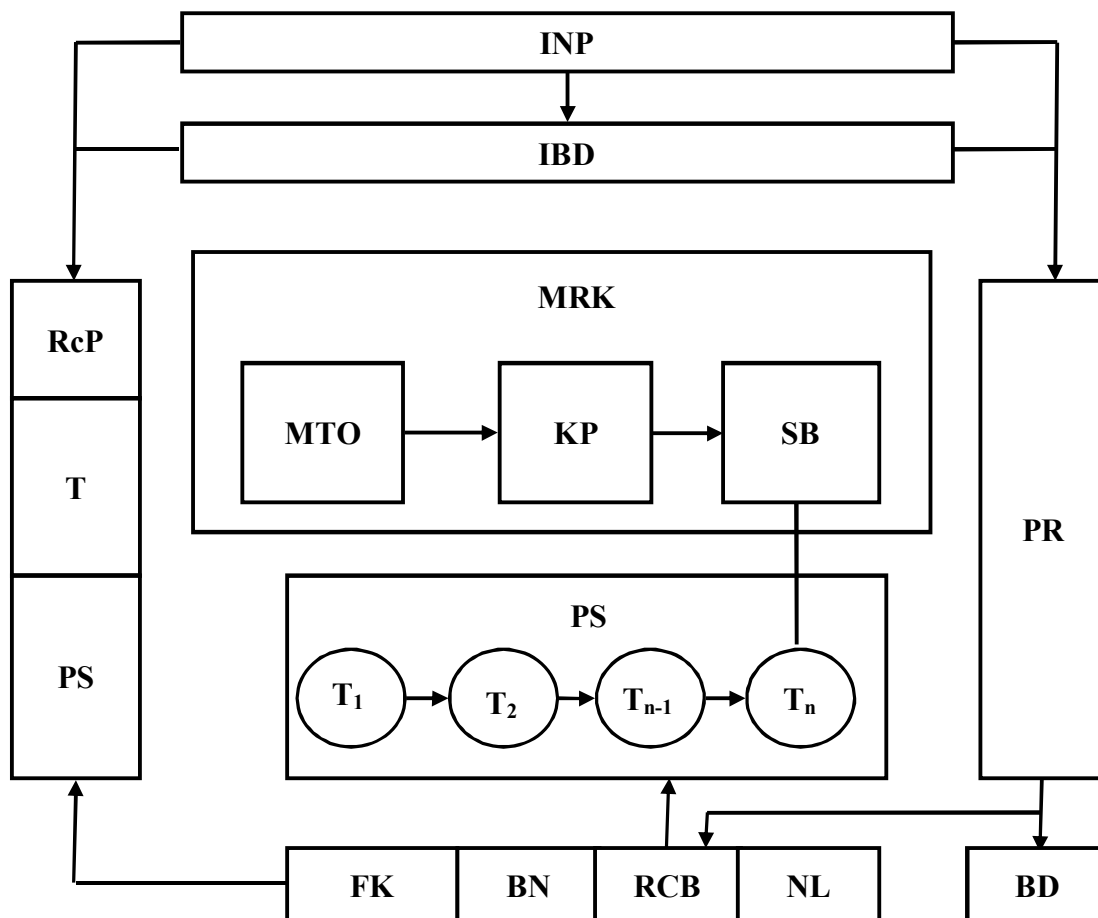 INP
IBD
MRK
RcP
MTO KP SB
T
PR
PS
PS
T₁ T₂ Tₙ₋₁ Tₙ
FK BN RCB NL BD